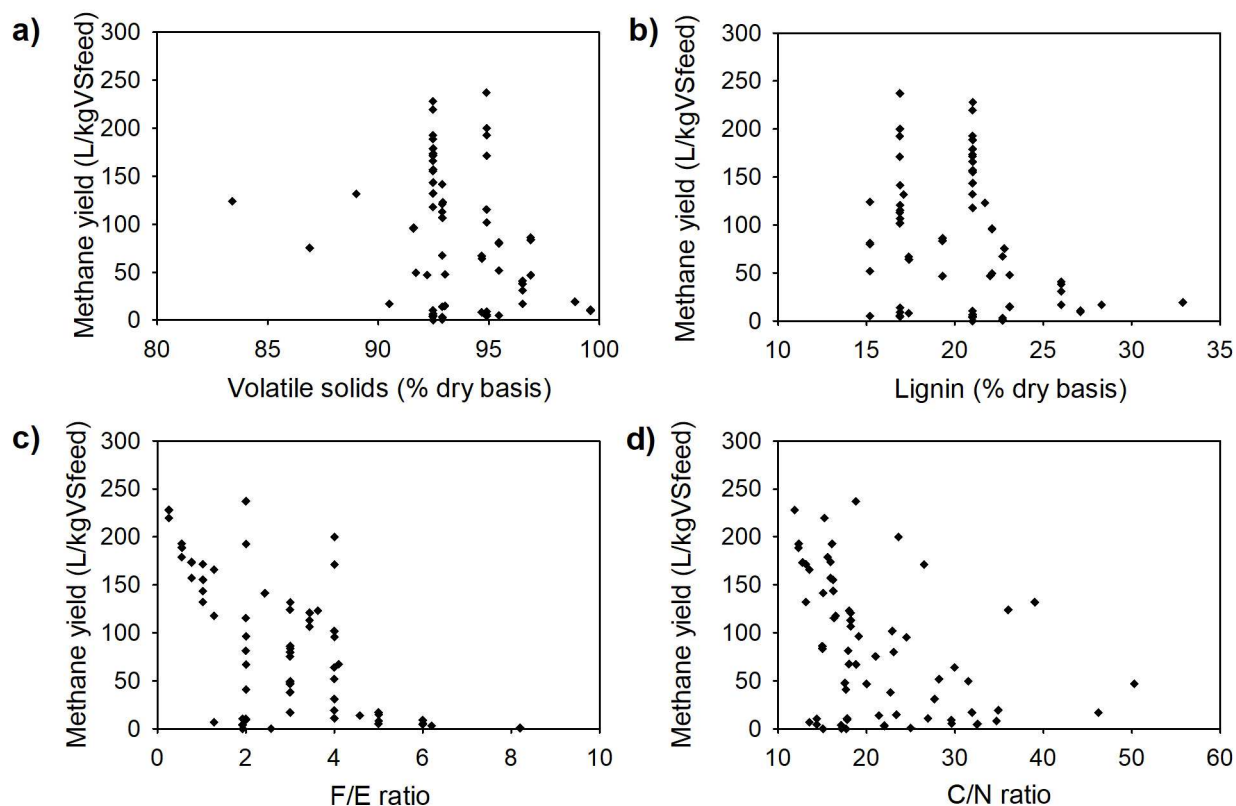 a)
Methane yield (L/kgVSfeed)
300
250
200
150
100
50
0
80 85 90 95 100
Volatile solids (% dry basis)
b)
Methane yield (L/kgVSfeed)
300
250
200
150
100
50
0
10 15 20 25 30 35
Lignin (% dry basis)
c)
Methane yield (L/kgVSfeed)
300
250
200
150
100
50
0
0 2 4 6 8 10
F/E ratio
d)
Methane yield (L/kgVSfeed)
300
250
200
150
100
50
0
10 20 30 40 50 60
C/N ratio